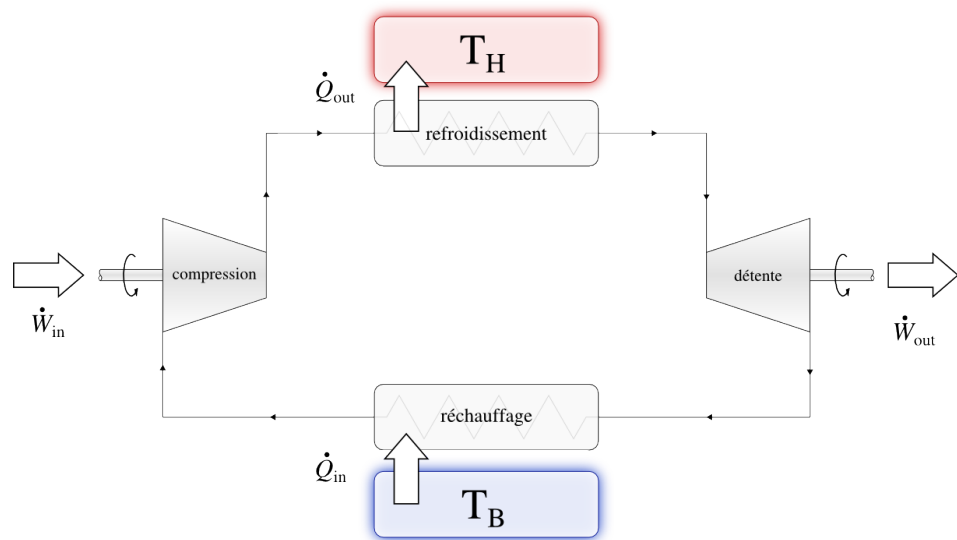 T_H
Q̇_out
refroidissement
compression
détente
Ẇ_in
Ẇ_out
réchauffage
Q̇_in
T_B